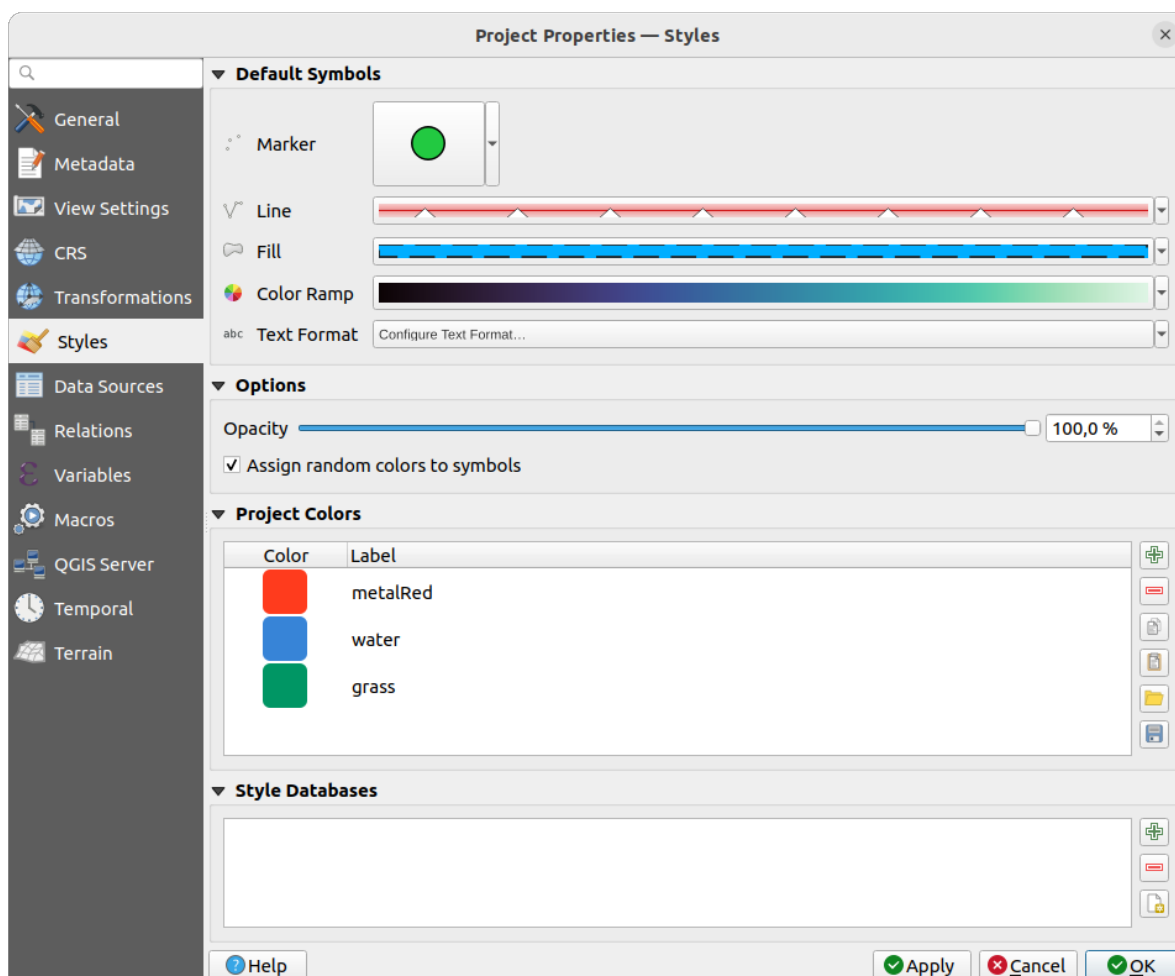 Project Properties — Styles
General
Metadata
View Settings
CRS
Transformations
Styles
Data Sources
Relations
Variables
Macros
QGIS Server
Temporal
Terrain
Default Symbols
Marker
Line
Fill
Color Ramp
abc Text Format Configure Text Format...
Options
Opacity 100,0 %
Assign random colors to symbols
Project Colors
Color Label
metalRed
water
grass
Style Databases
Help Apply Cancel OK